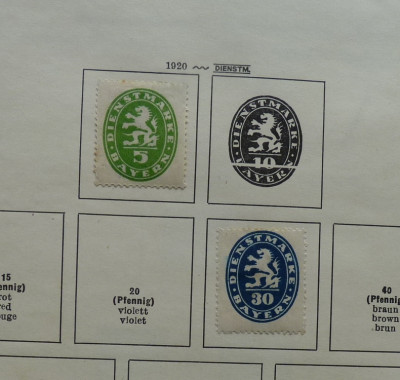 1920 ~ DIENSTM.
DIENSTMARKE
5
BAYERN
DIENSTMARKE
10
BAYER
15
(Pfennig)
rot
red
rouge
20
(Pfennig)
violett
violet
DIENSTMARKE
30
BAYERN
40
(Pfennig)
braun
brown
brun